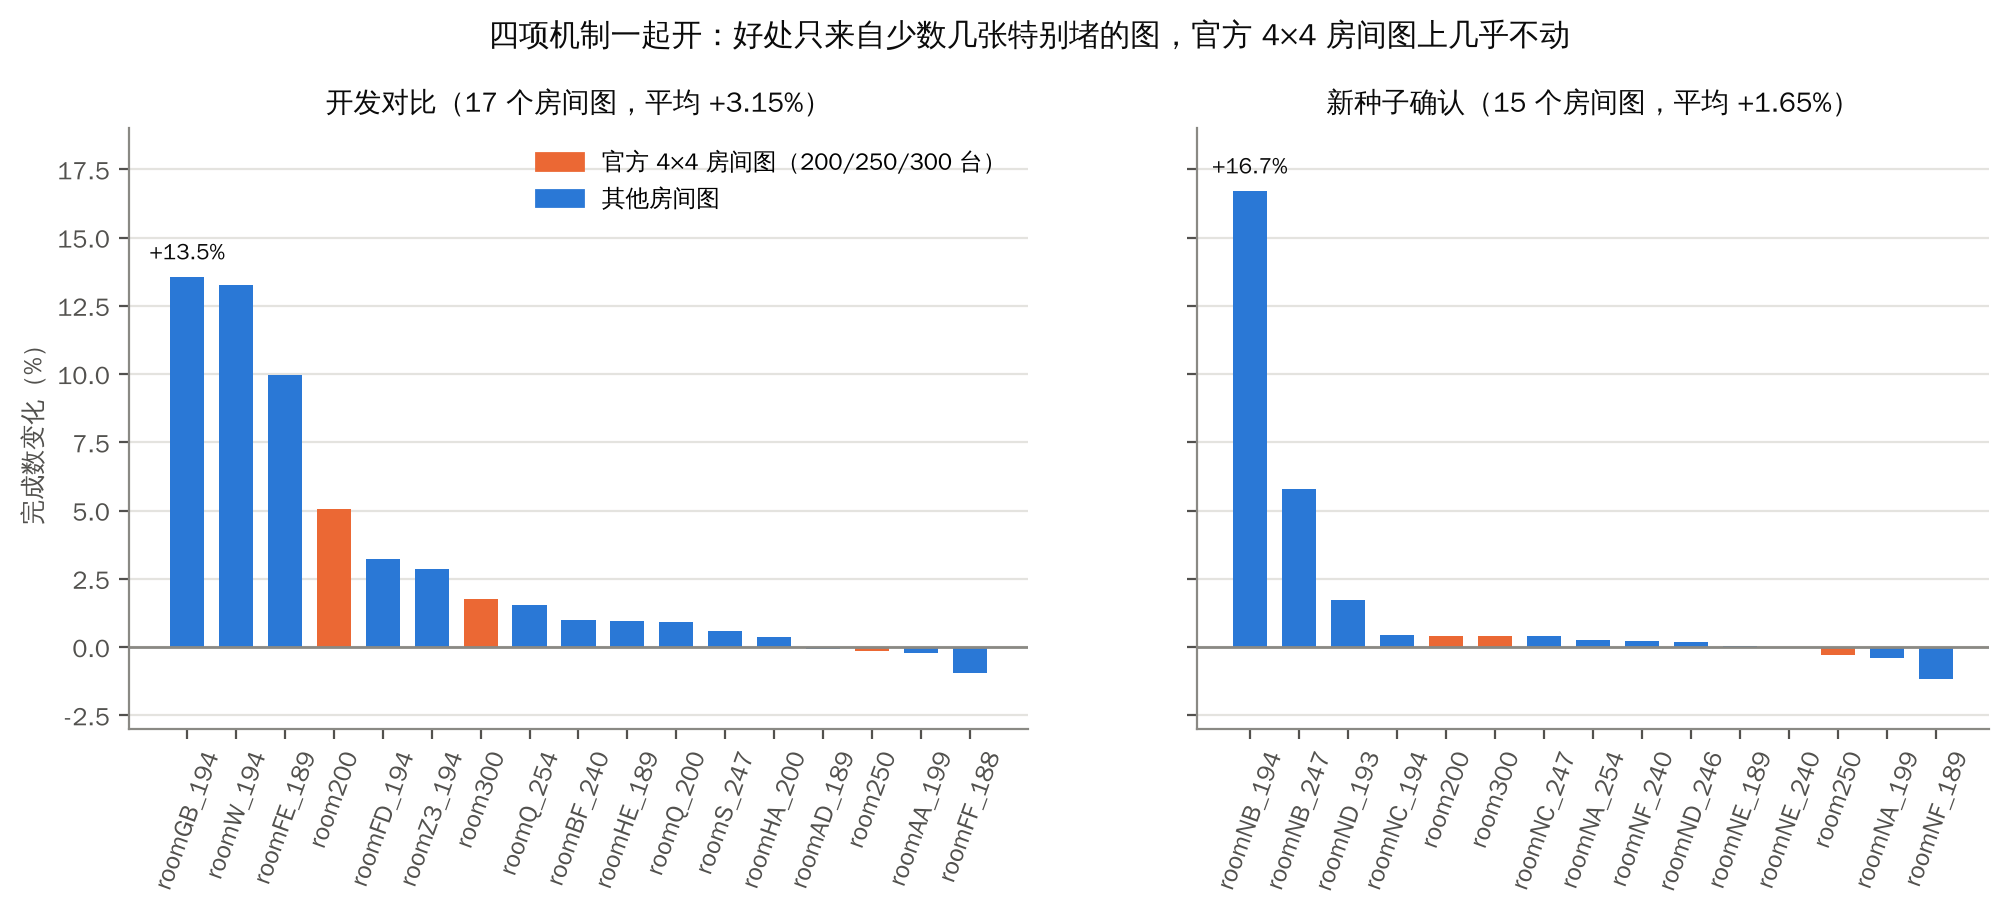 四项机制一起开：好处只来自少数几张特别堵的图，官方 4×4 房间图上几乎不动
开发对比（17 个房间图，平均 +3.15%）
官方 4×4 房间图（200/250/300 台）
其他房间图
完成数变化（%）
17.5
15.0
12.5
10.0
7.5
5.0
2.5
0.0
-2.5
+13.5%
roomGB_194
roomW_194
roomFE_189
room200
roomFD_194
roomZ3_194
room300
roomQ_254
roomBF_240
roomHE_189
roomQ_200
roomS_247
roomHA_200
roomAD_189
room250
roomAA_199
roomFF_188
新种子确认（15 个房间图，平均 +1.65%）
+16.7%
roomNB_194
roomNB_247
roomND_193
roomNC_194
room200
room300
roomNC_247
roomNA_254
roomNF_240
roomND_246
roomNE_189
roomNE_240
room250
roomNA_199
roomNF_189